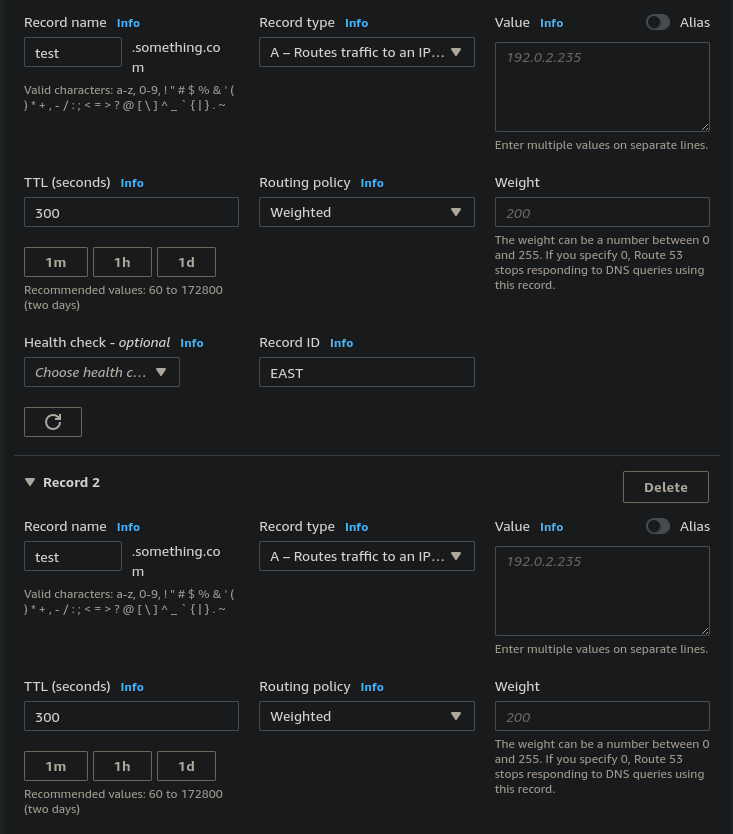 Record name Info
Record type Info
Value Info
Alias
test
.something.co
m
A – Routes traffic to an IP…
192.0.2.235
Valid characters: a-z, 0-9, ! " # $ % & ' (
) * + , - / : ; < = > ? @ [ \ ] ^ _ ` { | } . ~
Enter multiple values on separate lines.
TTL (seconds) Info
Routing policy Info
Weight
300
Weighted
200
The weight can be a number between 0
and 255. If you specify 0, Route 53
stops responding to DNS queries using
this record.
1m
1h
1d
Recommended values: 60 to 172800
(two days)
Health check - optional Info
Record ID Info
Choose health c…
EAST
Record 2
Delete
Record name Info
Record type Info
Value Info
Alias
test
.something.co
m
A – Routes traffic to an IP…
192.0.2.235
Valid characters: a-z, 0-9, ! " # $ % & ' (
) * + , - / : ; < = > ? @ [ \ ] ^ _ ` { | } . ~
Enter multiple values on separate lines.
TTL (seconds) Info
Routing policy Info
Weight
300
Weighted
200
The weight can be a number between 0
and 255. If you specify 0, Route 53
stops responding to DNS queries using
this record.
1m
1h
1d
Recommended values: 60 to 172800
(two days)